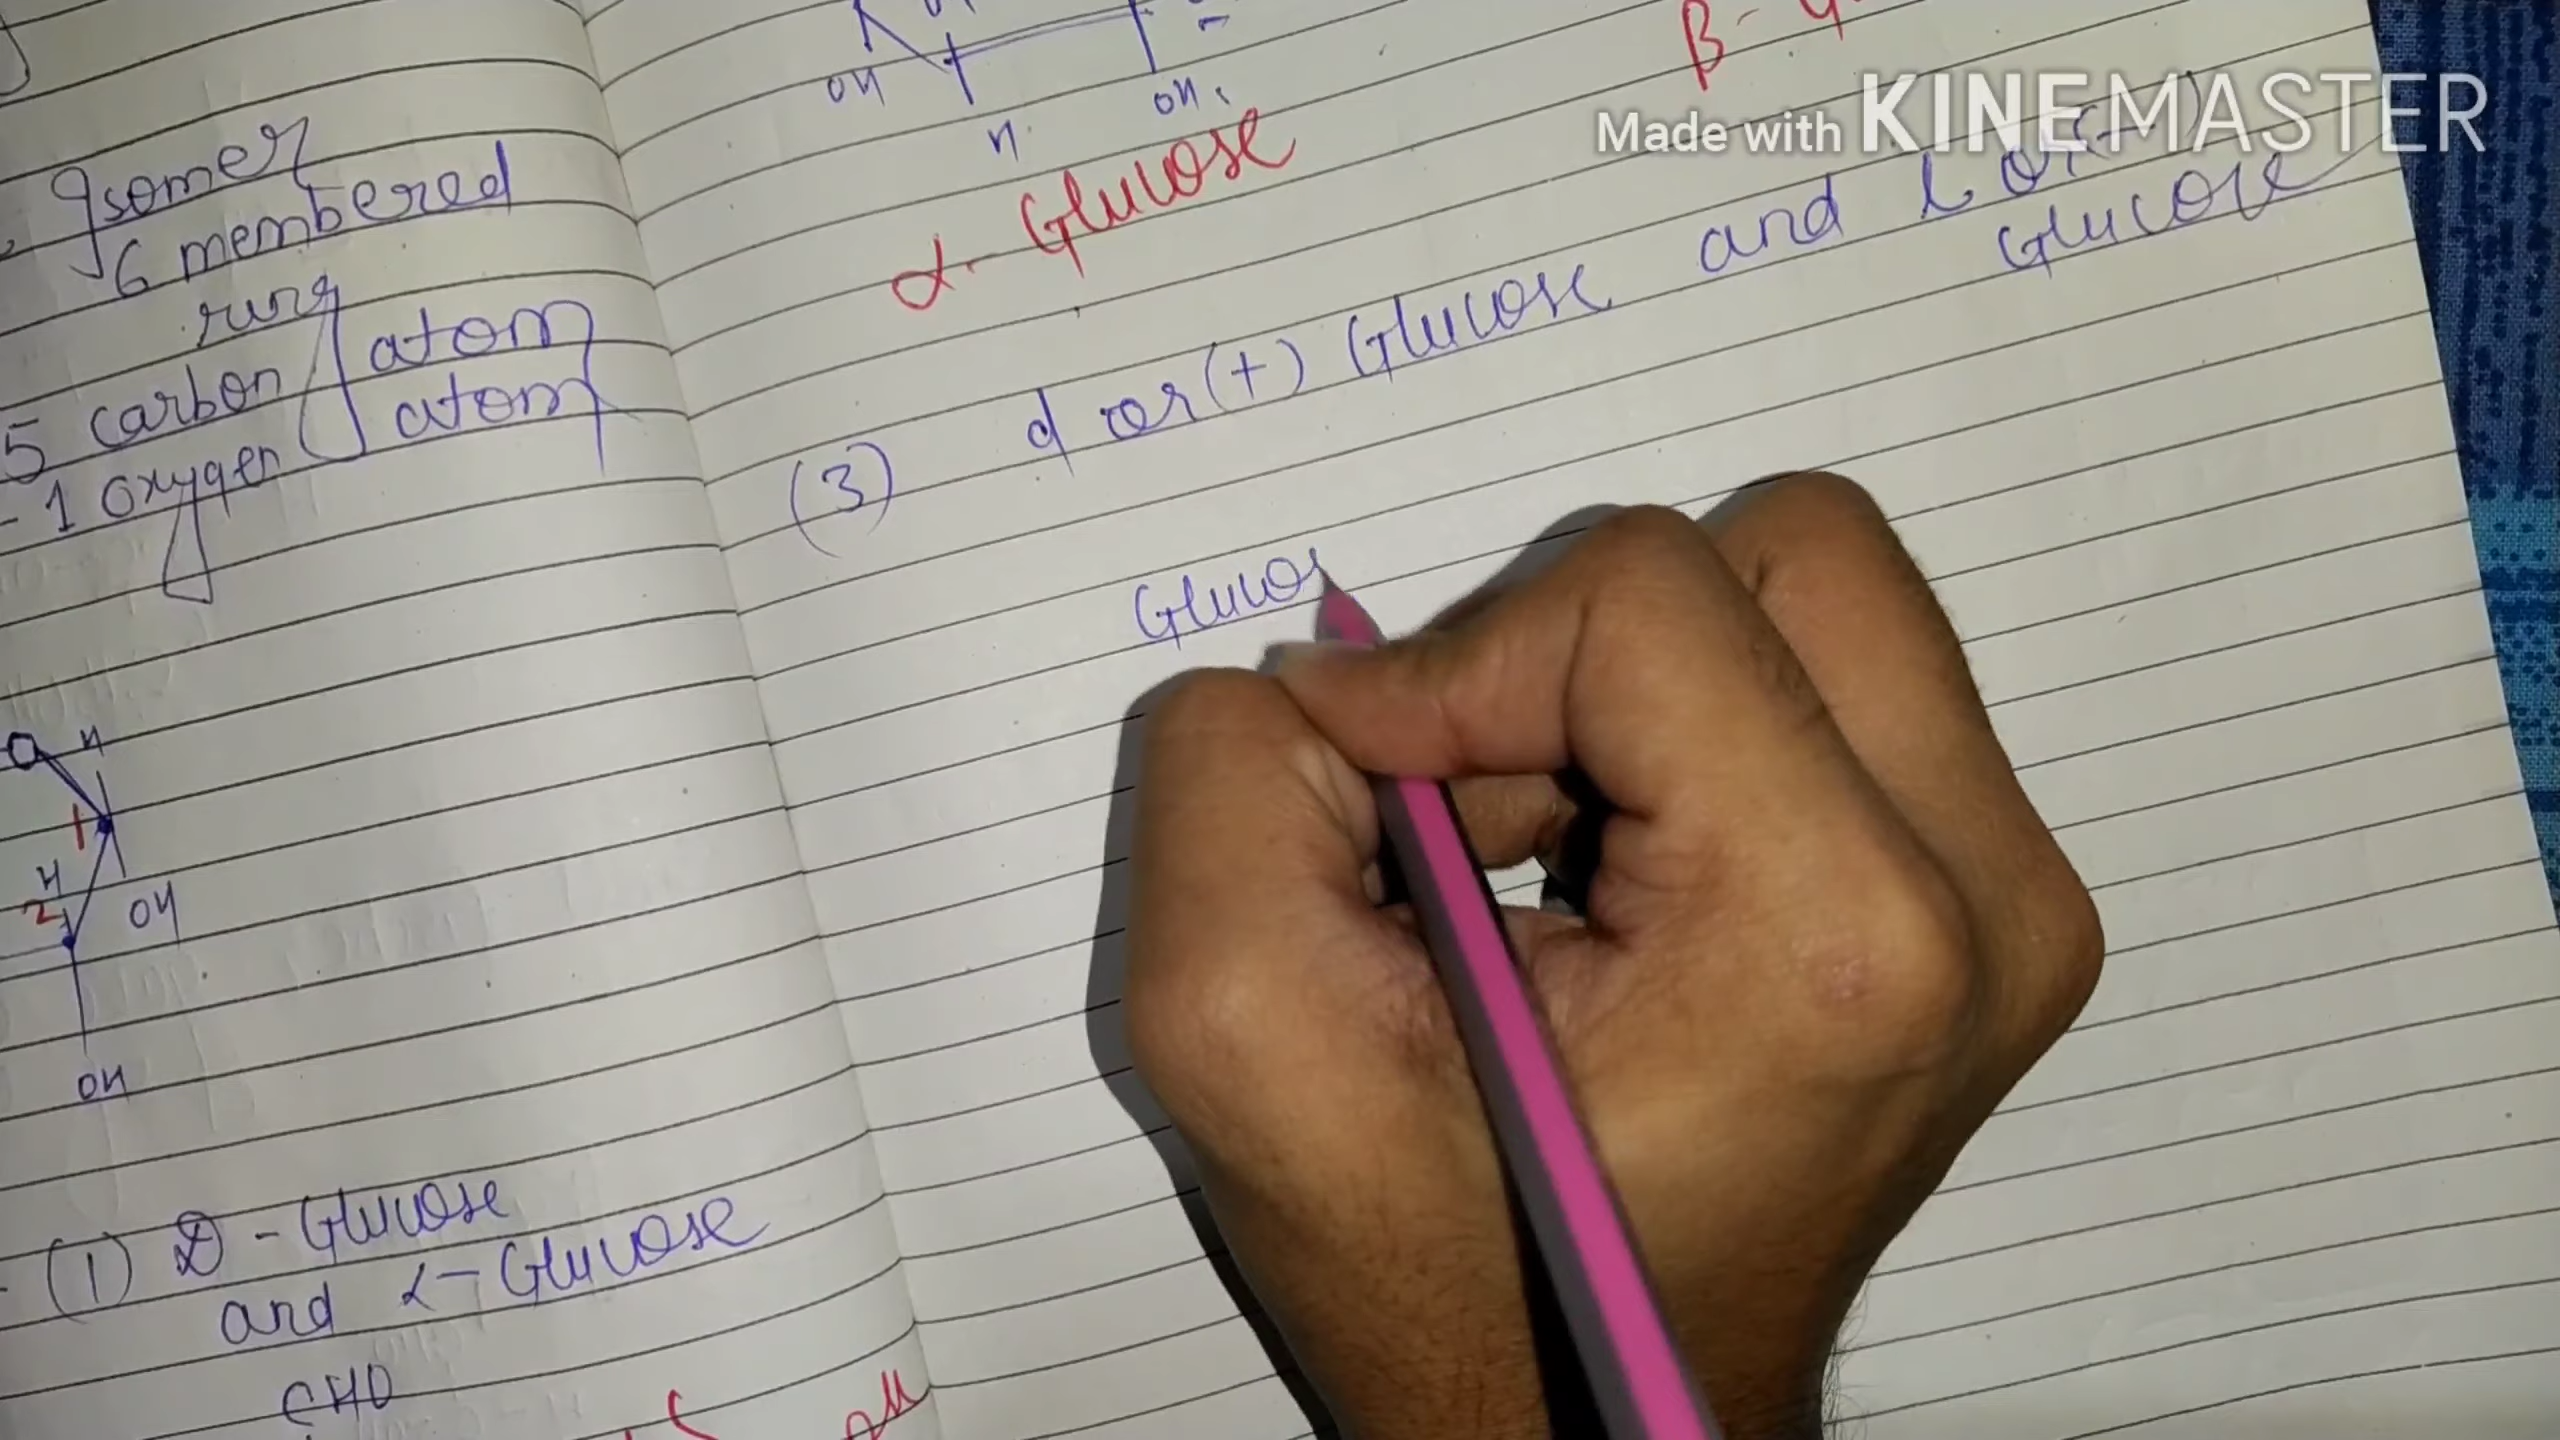 Isomer
6 membered
ring
5 carbon atom
- 1 oxygen atom
H
1
H
2
OH
OH
(1) D - Glucose
and L - Glucose
CHO
OH
OH
H
α - Glucose
β -
(3) d or (+) Glucose and l or (-)
Glucose
Glucos
Made with KINEMASTER